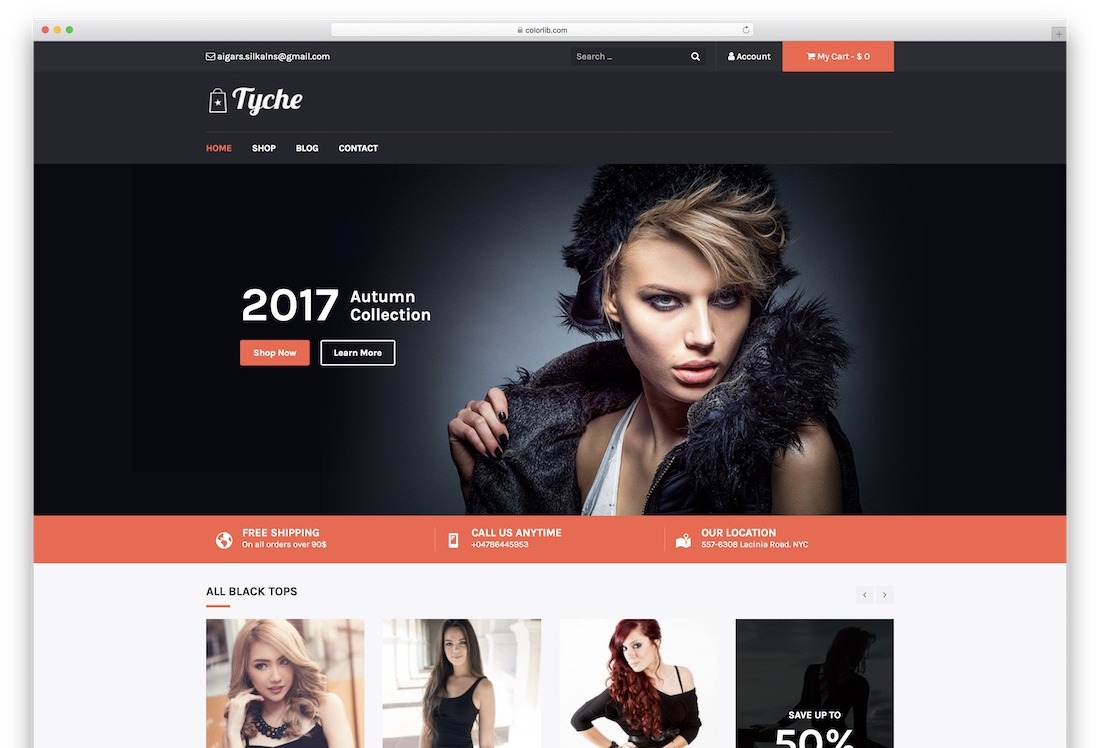 colorlib.com
aigars.silkalns@gmail.com
Search …
Account
My Cart - $ 0
Tyche
HOME
SHOP
BLOG
CONTACT
2017
Autumn
Collection
Shop Now
Learn More
FREE SHIPPING
On all orders over 90$
CALL US ANYTIME
+04786445953
OUR LOCATION
557-6308 Lacinia Road. NYC
ALL BLACK TOPS
SAVE UP TO
50%